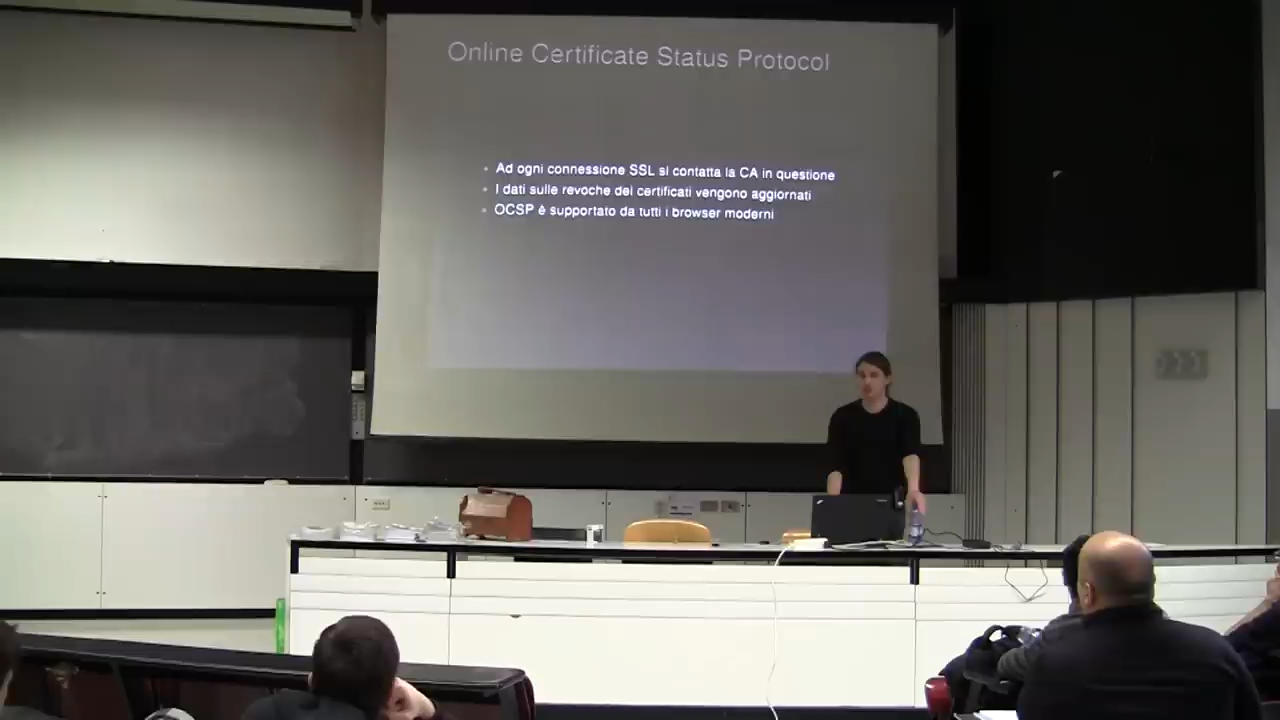 Online Certificate Status Protocol
Ad ogni connessione SSL si contatta la CA in questione
I dati sulle revoche dei certificati vengono aggiornati
OCSP è supportato da tutti i browser moderni